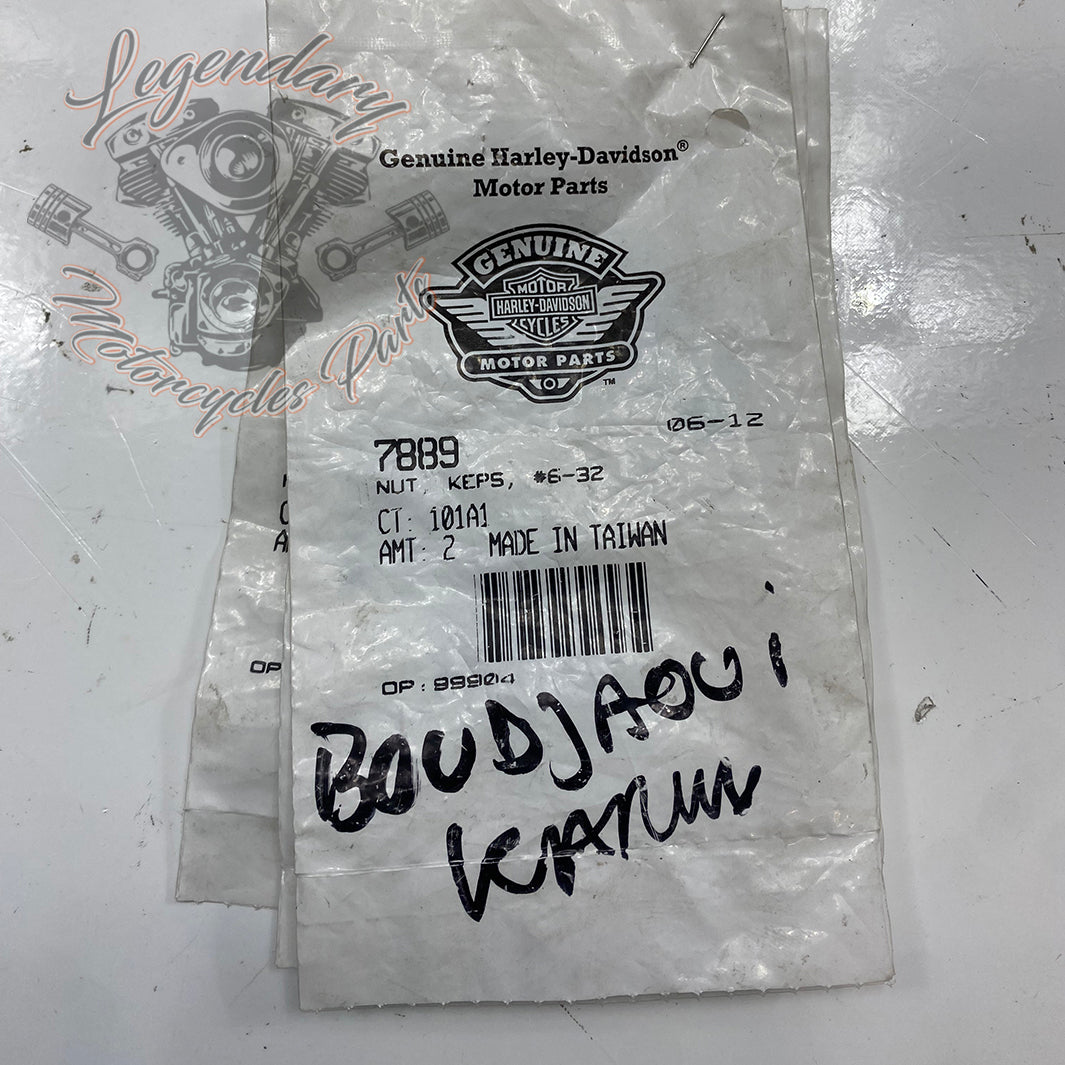 Legendary
Motorcycles Parts
Genuine Harley-Davidson®
Motor Parts
GENUINE
MOTOR
HARLEY-DAVIDSON
CYCLES
MOTOR PARTS
TM
06-12
7889
NUT, KEPS, #6-32
CT: 101A1
AMT: 2 MADE IN TAIWAN
OP
OP: 99904
BOUDJAOUi
KARIM